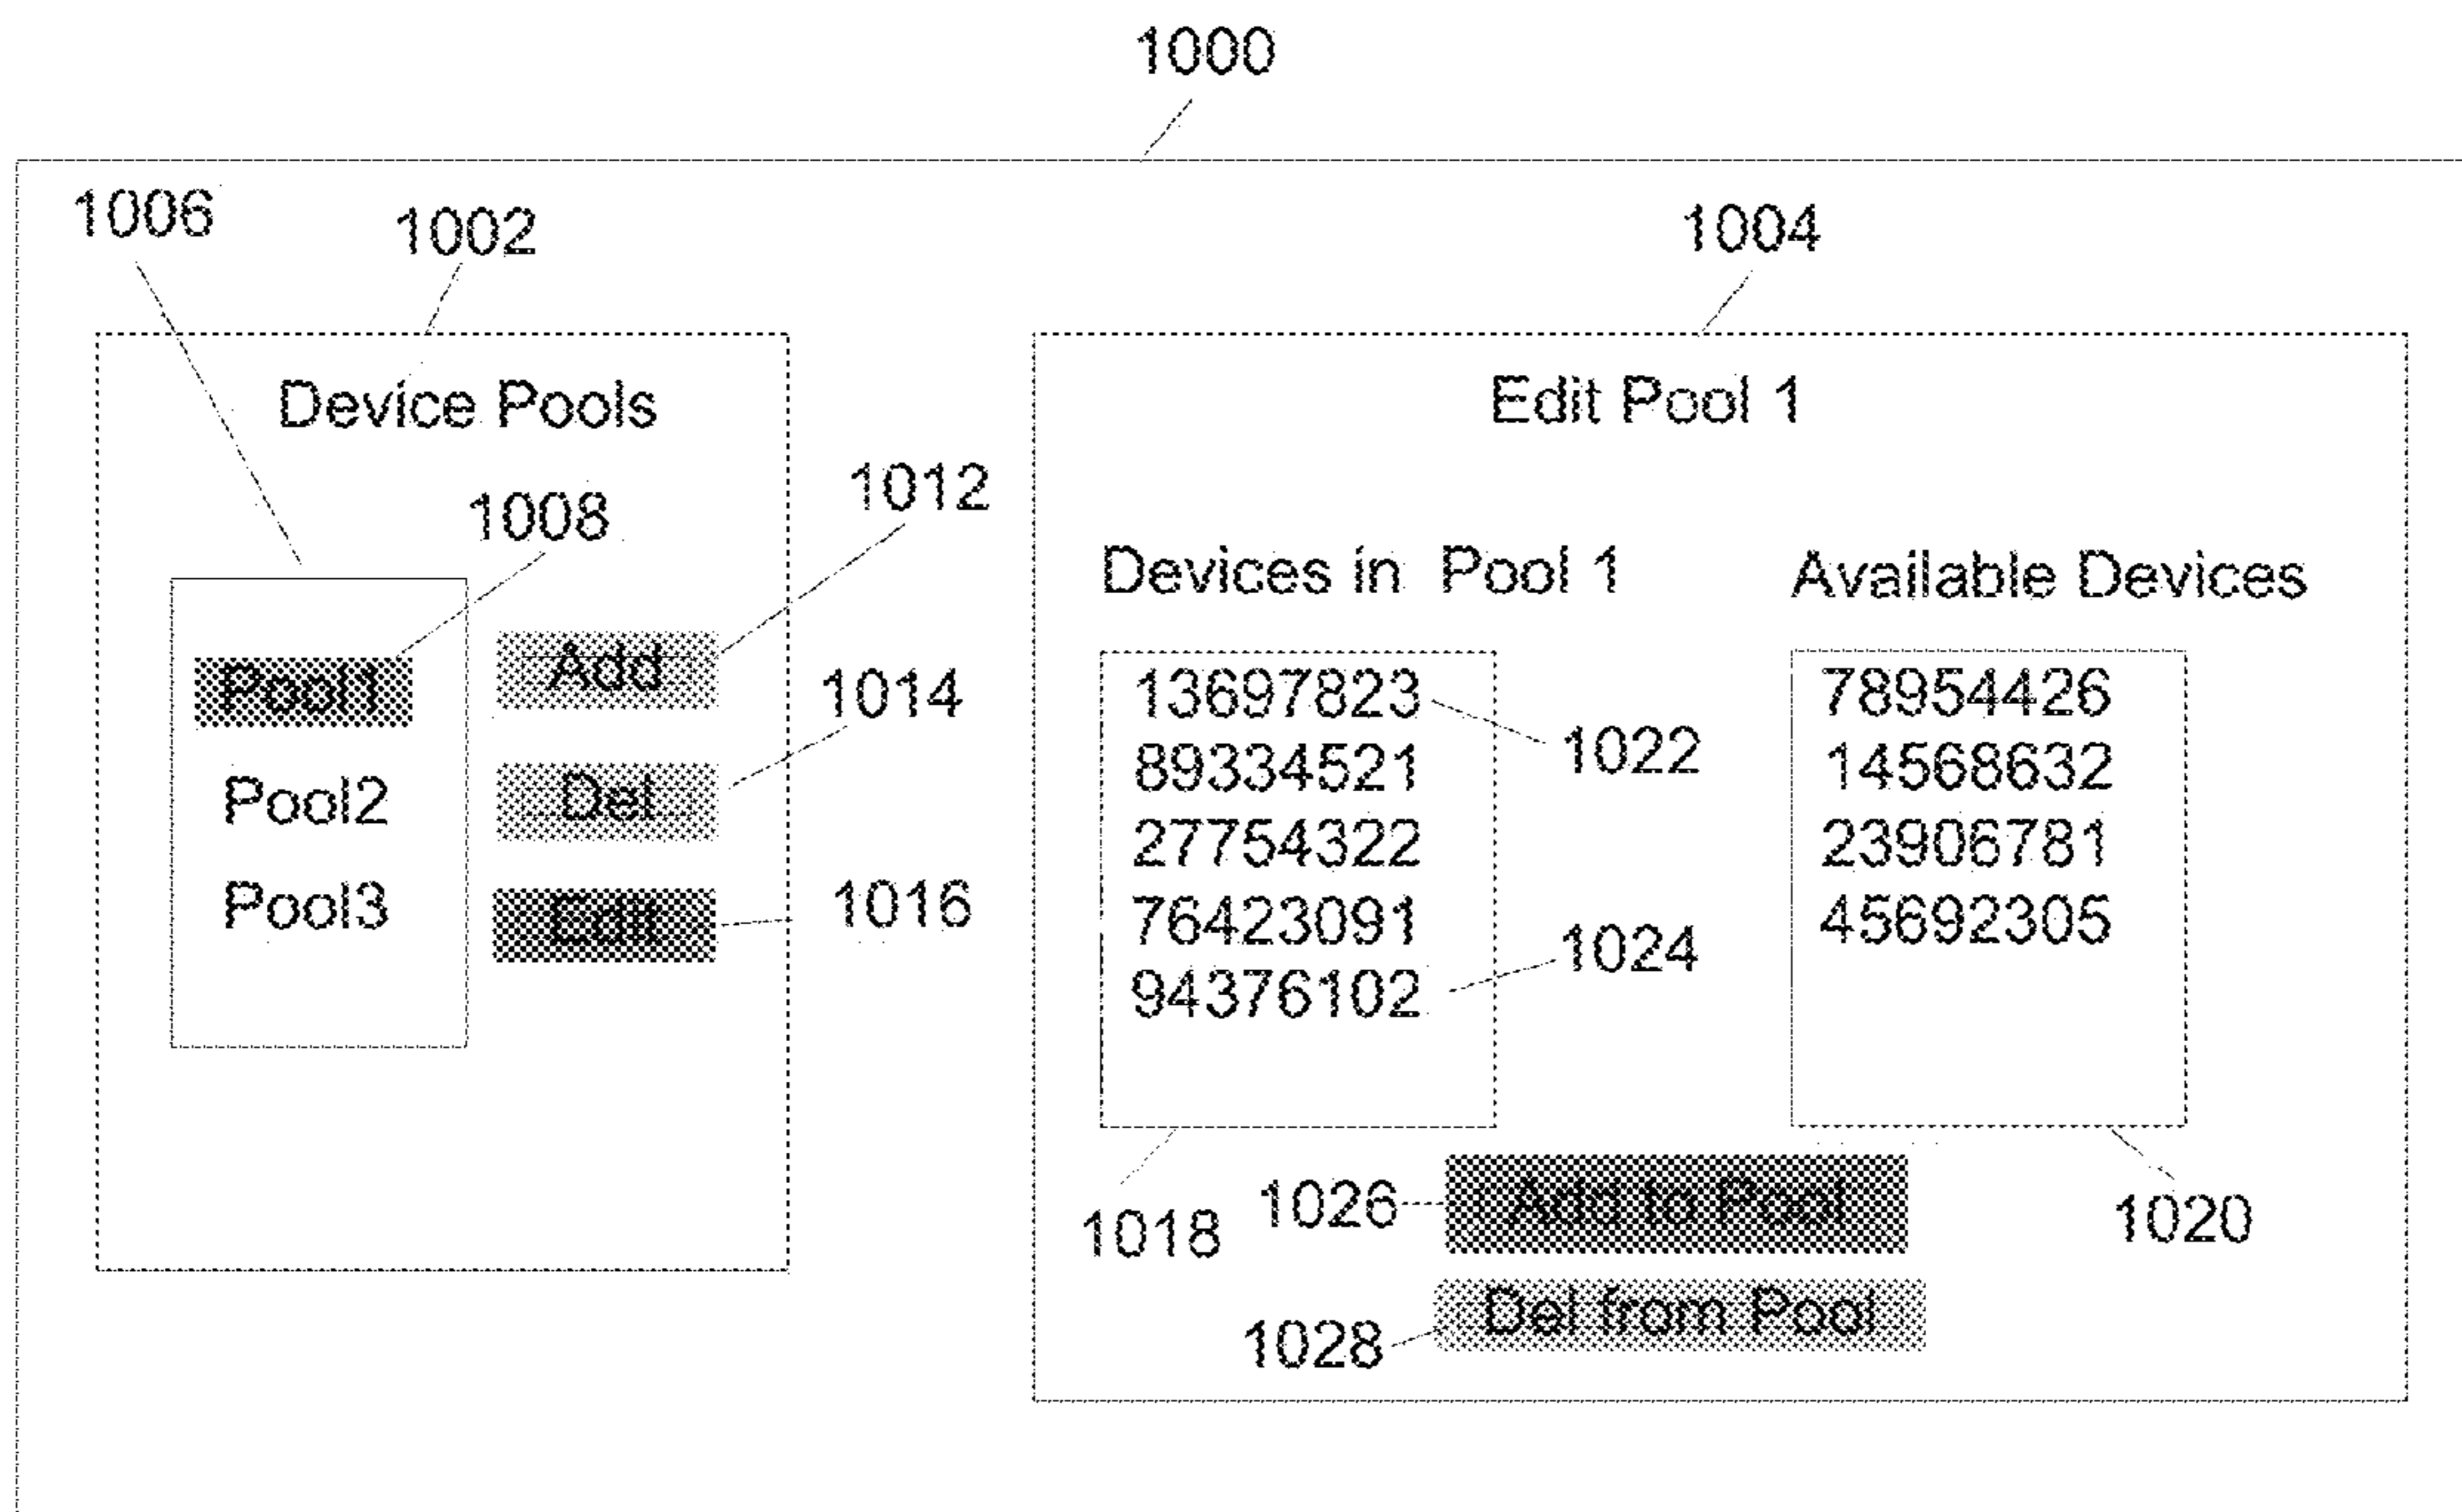 1000
1006
1002
1004
Device Pools
1008
1012
Pool1
Pool2
Pool3
Add
Del
Edit
1014
1016
Edit Pool 1
Devices in Pool 1
13697823
89334521
27754322
76423091
94376102
1022
1024
Available Devices
78954426
14568632
23906781
45692305
1018
1026
Add to Pool
1020
1028
Del from Pool